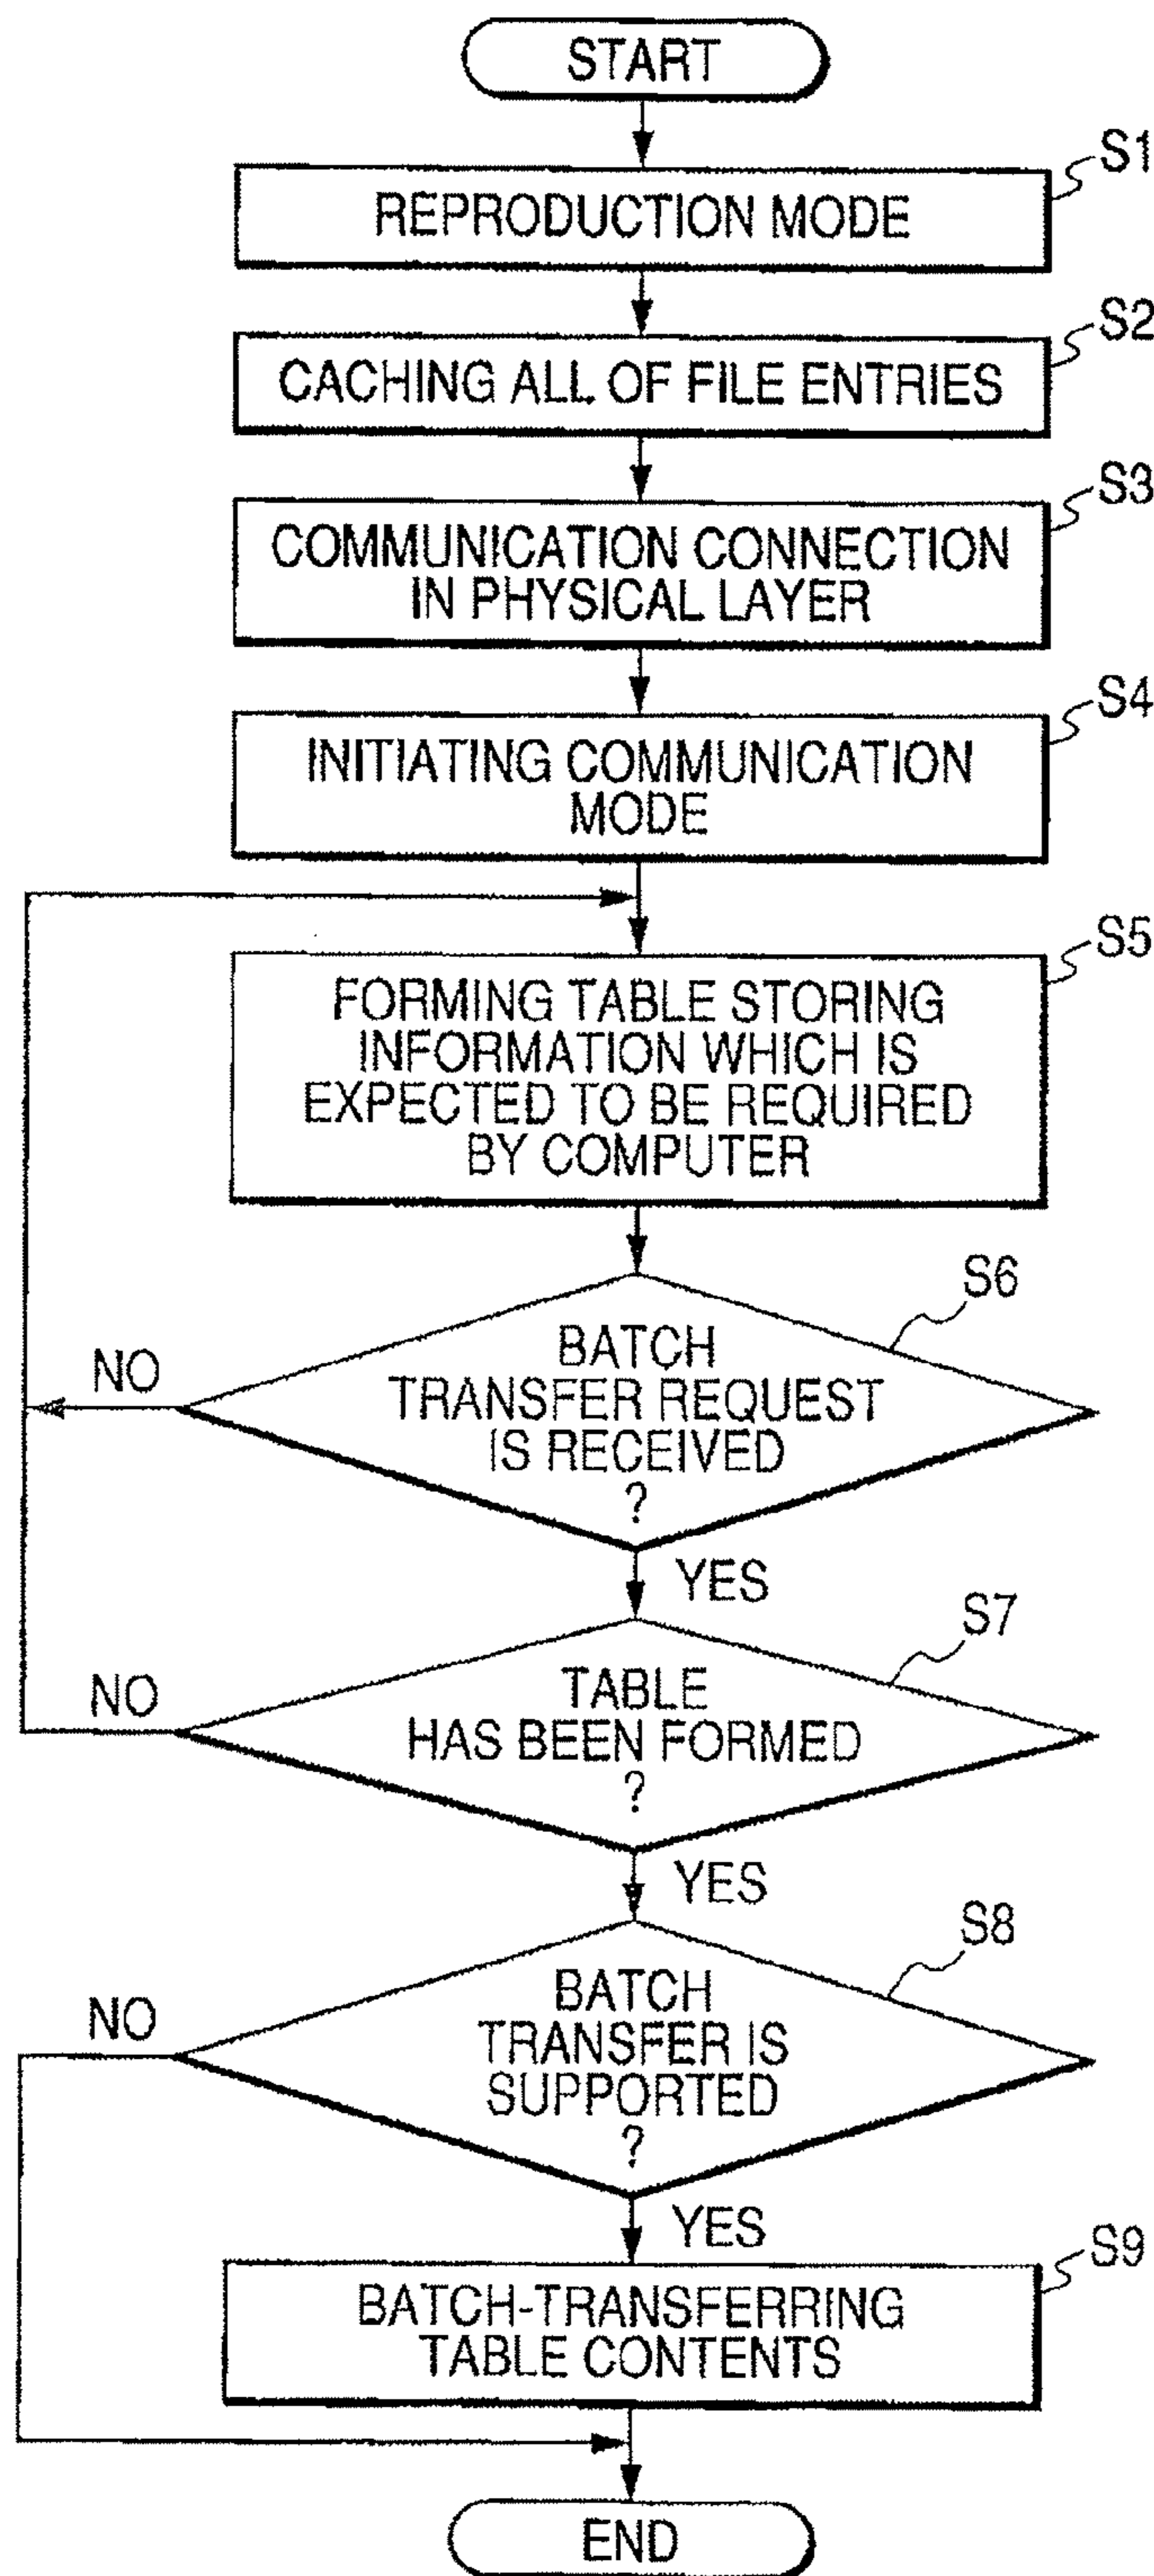 START
S1
REPRODUCTION MODE
S2
CACHING ALL OF FILE ENTRIES
S3
COMMUNICATION CONNECTION
IN PHYSICAL LAYER
S4
INITIATING COMMUNICATION
MODE
S5
FORMING TABLE STORING
INFORMATION WHICH IS
EXPECTED TO BE REQUIRED
BY COMPUTER
S6
BATCH
TRANSFER REQUEST
IS RECEIVED
?
NO
YES
S7
TABLE
HAS BEEN FORMED
?
NO
YES
S8
BATCH
TRANSFER IS
SUPPORTED
?
NO
YES
S9
BATCH-TRANSFERRING
TABLE CONTENTS
END